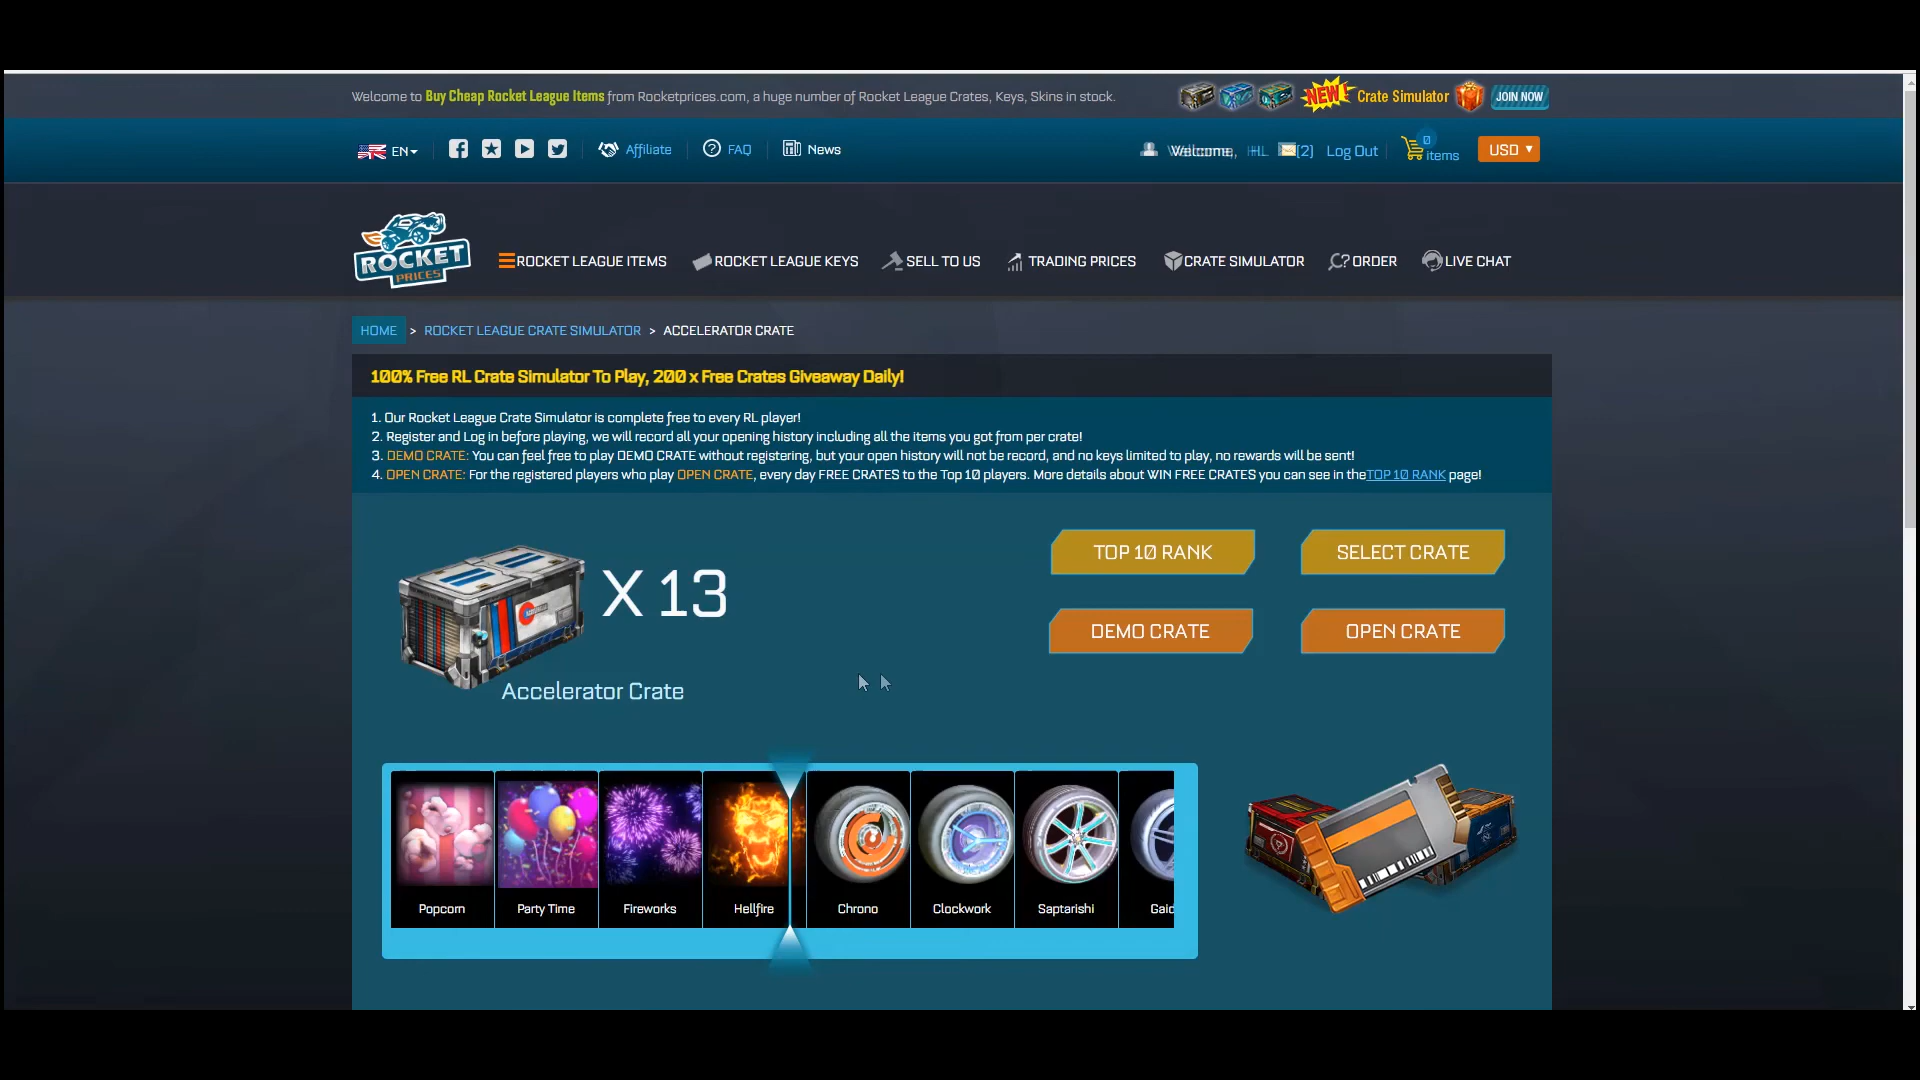 Welcome to Buy Cheap Rocket League Items from Rocketprices.com, a huge number of Rocket League Crates, Keys, Skins in stock.
NEW! Crate Simulator JOIN NOW
EN
Affiliate
FAQ
News
Welcome, HL (2) Log Out
0
items
USD
ROCKET
PRICES
ROCKET LEAGUE ITEMS
ROCKET LEAGUE KEYS
SELL TO US
TRADING PRICES
CRATE SIMULATOR
ORDER
LIVE CHAT
HOME > ROCKET LEAGUE CRATE SIMULATOR > ACCELERATOR CRATE
100% Free RL Crate Simulator To Play, 200 x Free Crates Giveaway Daily!
1. Our Rocket League Crate Simulator is complete free to every RL player!
2. Register and Log in before playing, we will record all your opening history including all the items you got from per crate!
3. DEMO CRATE: You can feel free to play DEMO CRATE without registering, but your open history will not be record, and no keys limited to play, no rewards will be sent!
4. OPEN CRATE: For the registered players who play OPEN CRATE, every day FREE CRATES to the Top 10 players. More details about WIN FREE CRATES you can see in theTOP 10 RANK page!
X 13
Accelerator Crate
TOP 10 RANK
SELECT CRATE
DEMO CRATE
OPEN CRATE
Popcorn
Party Time
Fireworks
Hellfire
Chrono
Clockwork
Saptarishi
Gaid